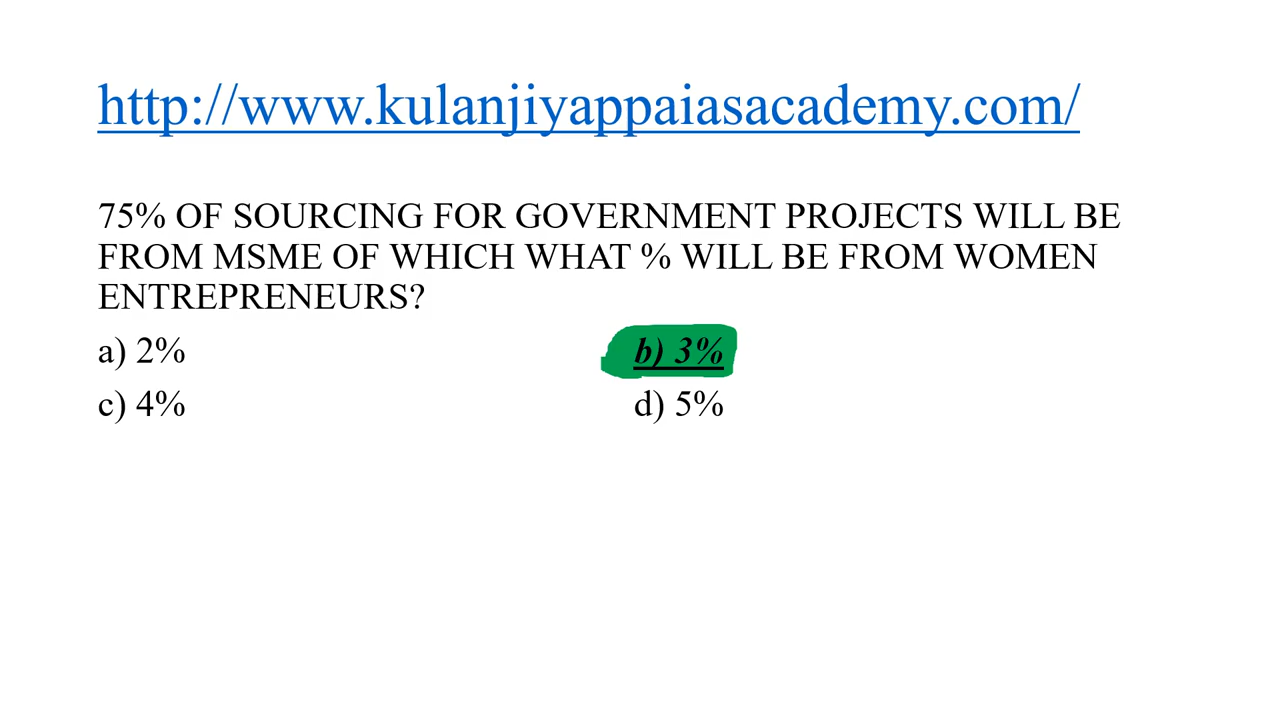 http://www.kulanjiyappaiasacademy.com/
75% OF SOURCING FOR GOVERNMENT PROJECTS WILL BE
FROM MSME OF WHICH WHAT % WILL BE FROM WOMEN
ENTREPRENEURS?
a) 2% b) 3%
c) 4% d) 5%